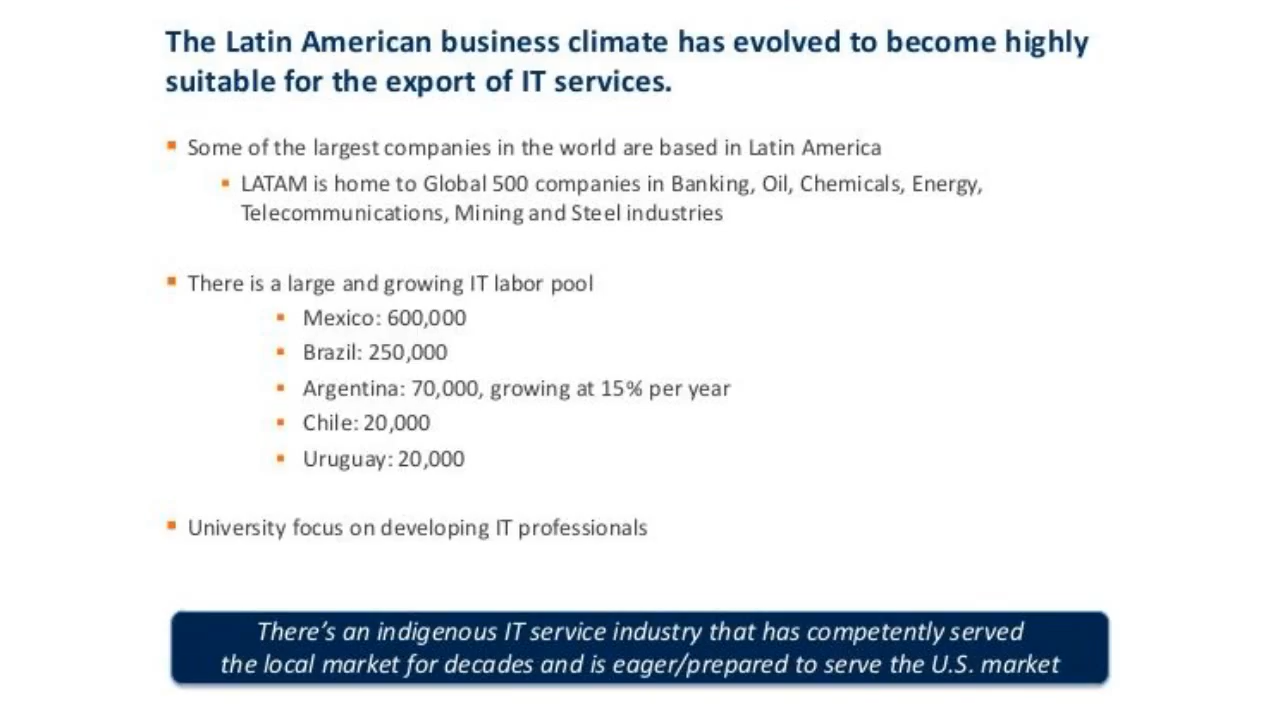 The Latin American business climate has evolved to become highly
suitable for the export of IT services.
Some of the largest companies in the world are based in Latin America
LATAM is home to Global 500 companies in Banking, Oil, Chemicals, Energy,
Telecommunications, Mining and Steel industries
There is a large and growing IT labor pool
Mexico: 600,000
Brazil: 250,000
Argentina: 70,000, growing at 15% per year
Chile: 20,000
Uruguay: 20,000
University focus on developing IT professionals
There’s an indigenous IT service industry that has competently served
the local market for decades and is eager/prepared to serve the U.S. market